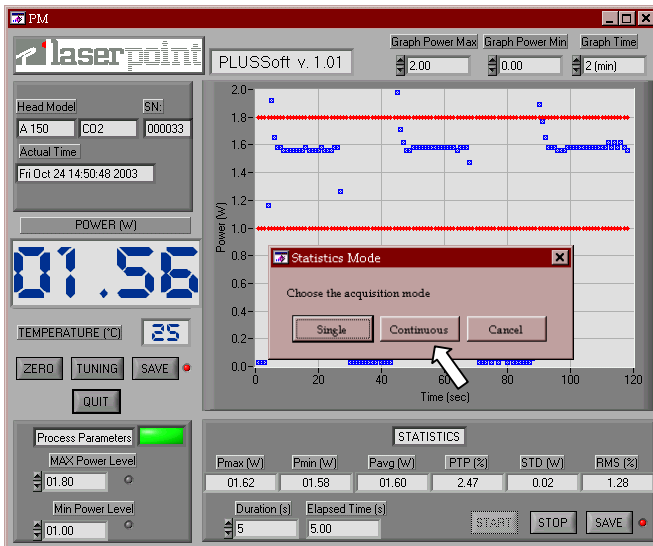 PM
laserpoint
PLUSSoft v. 1.01
Graph Power Max Graph Power Min Graph Time
2.00 0.00 2 (min)
Head Model SN:
A 150 CO2 000033
Actual Time
Fri Oct 24 14:50:48 2003
POWER (W)
01.56
TEMPERATURE (°C) 25
ZERO TUNING SAVE
QUIT
2.0
1.8
1.6
1.4
1.2
1.0
0.8
0.6
0.4
0.2
0.0
Power (W)
0 20 40 60 80 100 120
Time (sec)
Statistics Mode
Choose the acquisition mode
Single Continuous Cancel
Process Parameters
MAX Power Level
01.80
Min Power Level
01.00
STATISTICS
Pmax (W) Pmin (W) Pavg (W) PTP (%) STD (W) RMS (%)
01.62 01.58 01.60 2.47 0.02 1.28
Duration (s) Elapsed Time (s)
5 5.00
START STOP SAVE